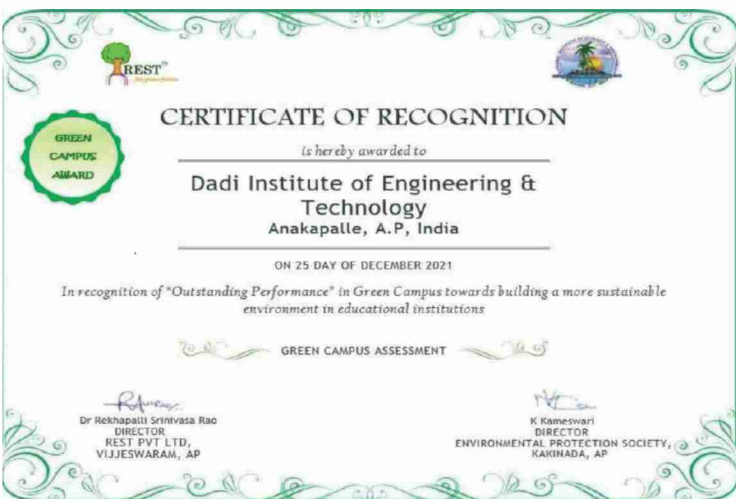 REST
CERTIFICATE OF RECOGNITION
GREEN
CAMPUS
AWARD
is hereby awarded to
Dadi Institute of Engineering &
Technology
Anakapalle, A.P, India
ON 25 DAY OF DECEMBER 2021
In recognition of "Outstanding Performance" in Green Campus towards building a more sustainable
environment in educational institutions
GREEN CAMPUS ASSESSMENT
Dr Rekhapalli Srinivasa Rao
DIRECTOR
REST PVT LTD,
VIJJESWARAM, AP
K Kameswari
DIRECTOR
ENVIRONMENTAL PROTECTION SOCIETY,
KAKINADA, AP